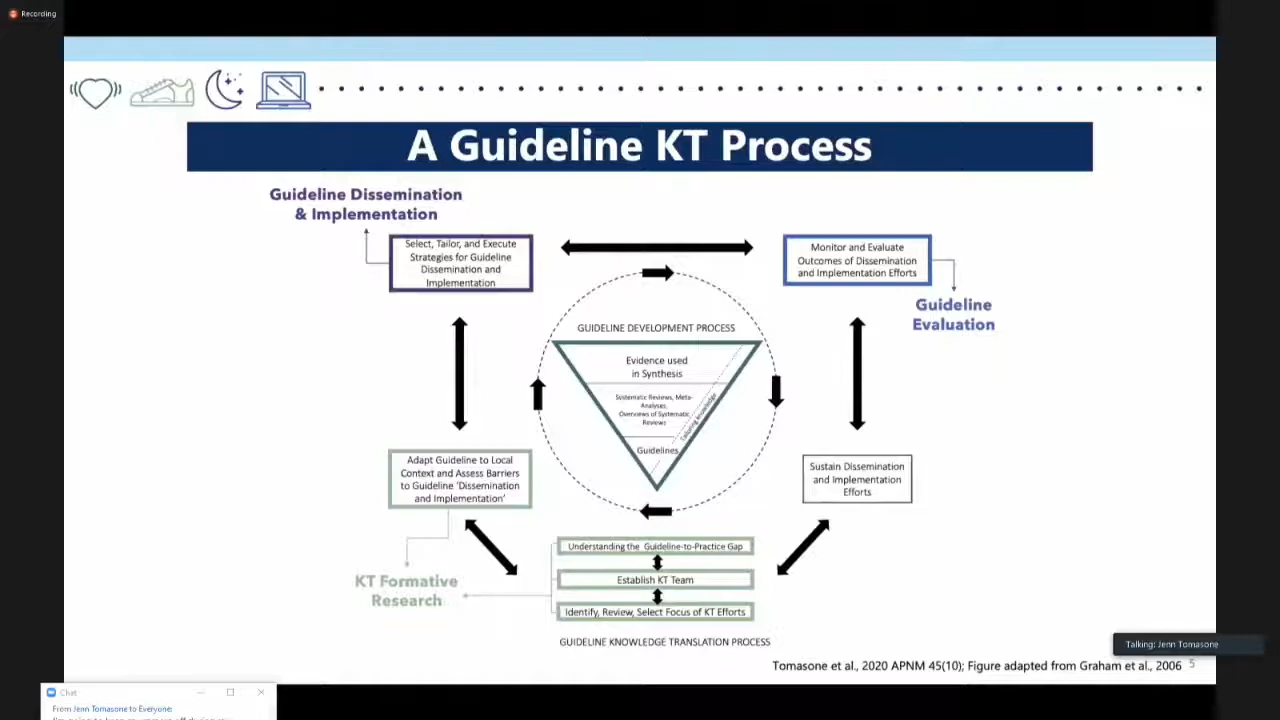 Recording
A Guideline KT Process
Guideline Dissemination
& Implementation
Select, Tailor, and Execute
Strategies for Guideline
Dissemination and
Implementation
Monitor and Evaluate
Outcomes of Dissemination
and Implementation Efforts
Guideline
Evaluation
GUIDELINE DEVELOPMENT PROCESS
Evidence used
in Synthesis
Systematic Reviews, Meta-
Analyses,
Overviews of Systematic
Reviews
Tailoring Knowledge
Guidelines
Adapt Guideline to Local
Context and Assess Barriers
to Guideline 'Dissemination
and Implementation'
Sustain Dissemination
and Implementation
Efforts
KT Formative
Research
Understanding the Guideline-to-Practice Gap
Establish KT Team
Identify, Review, Select Focus of KT Efforts
GUIDELINE KNOWLEDGE TRANSLATION PROCESS
Talking: Jenn Tomasone
Tomasone et al., 2020 APNM 45(10); Figure adapted from Graham et al., 2006 5
Chat
From Jenn Tomasone to Everyone: